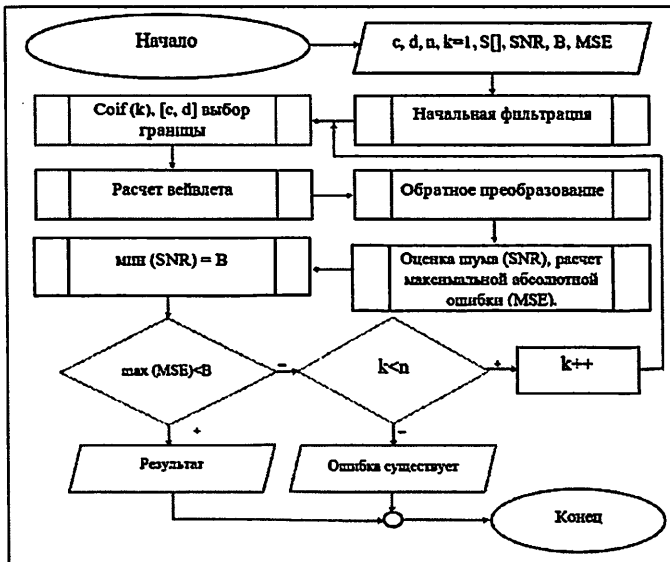 Начало
c, d, n, k=1, S[], SNR, B, MSE
Coif (k), [c, d] выбор
границы
Начальная фильтрация
Расчет вейвлета
Обратное преобразование
мин (SNR) = B
Оценка шума (SNR), расчет
максимальной абсолютной
ошибки (MSE).
max (MSE)<B
–
k<n
+
k++
+
–
Результат
Ошибка существует
Конец